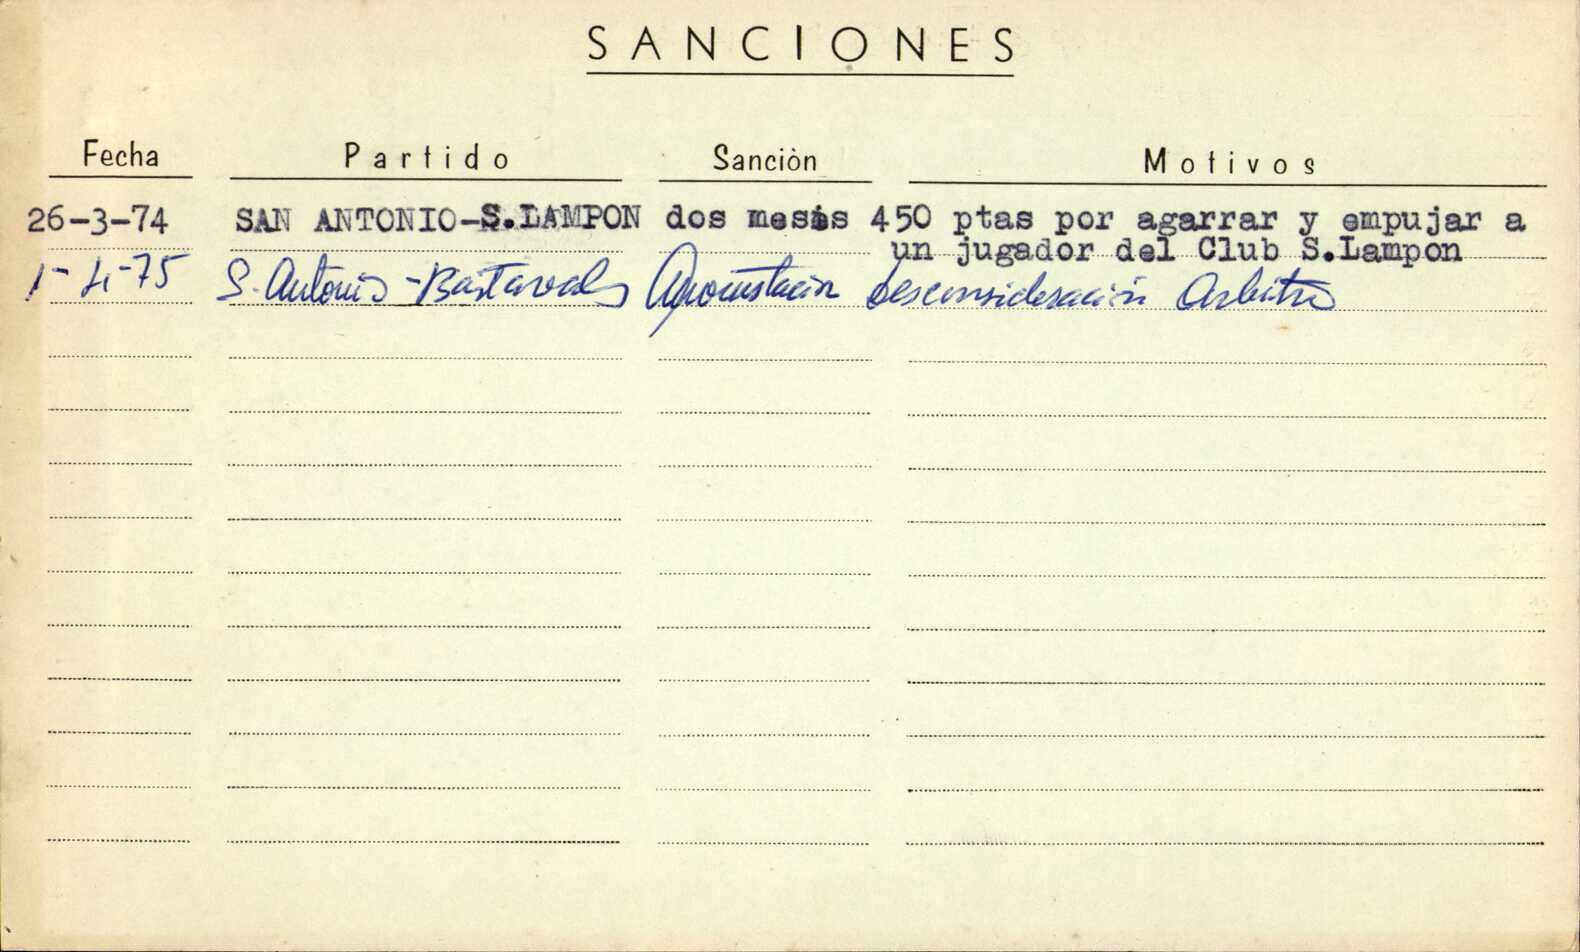 SANCIONES
Fecha Partido Sanciòn Motivos
26-3-74 SAN ANTONIO-S.LAMPON dos meses 450 ptas por agarrar y empujar a
un jugador del Club S.Lampon
1-4-75 S. Antonio - Bastavales Amonestación Desconsideración Arbitro